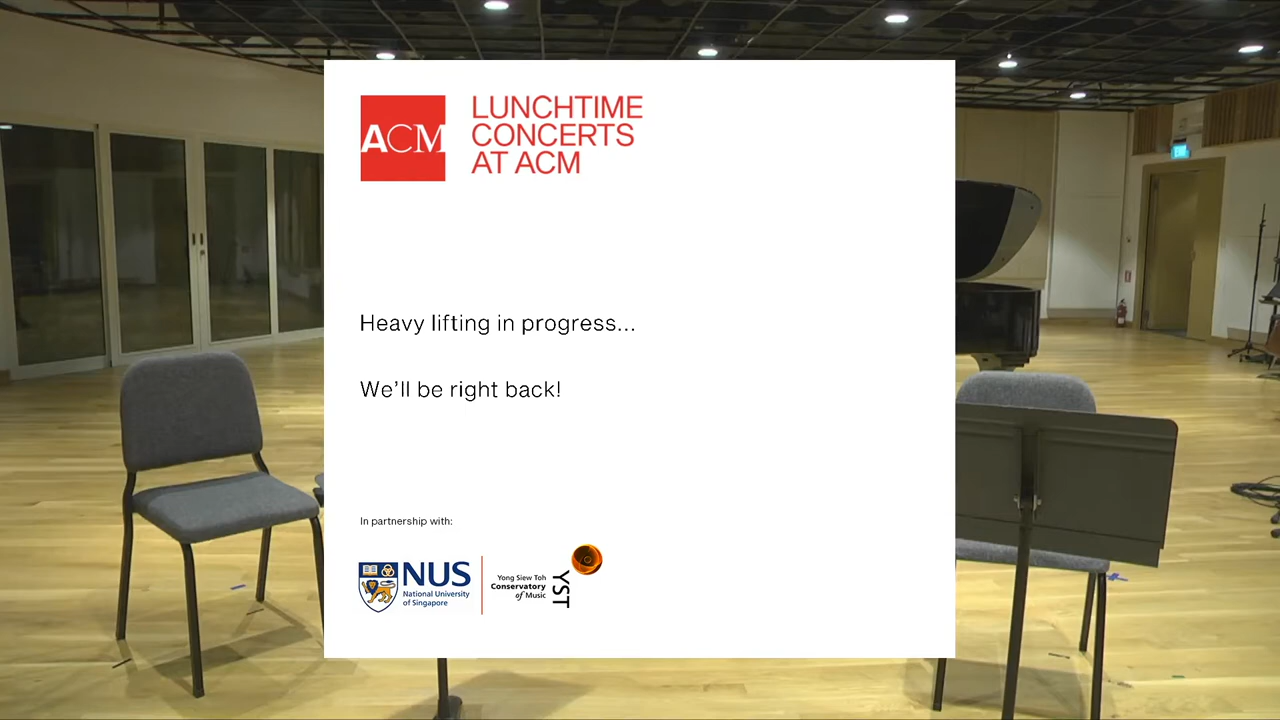 ACM
LUNCHTIME
CONCERTS
AT ACM
Heavy lifting in progress...
We'll be right back!
In partnership with:
NUS
National University
of Singapore
Yong Siew Toh
Conservatory
of Music
YST